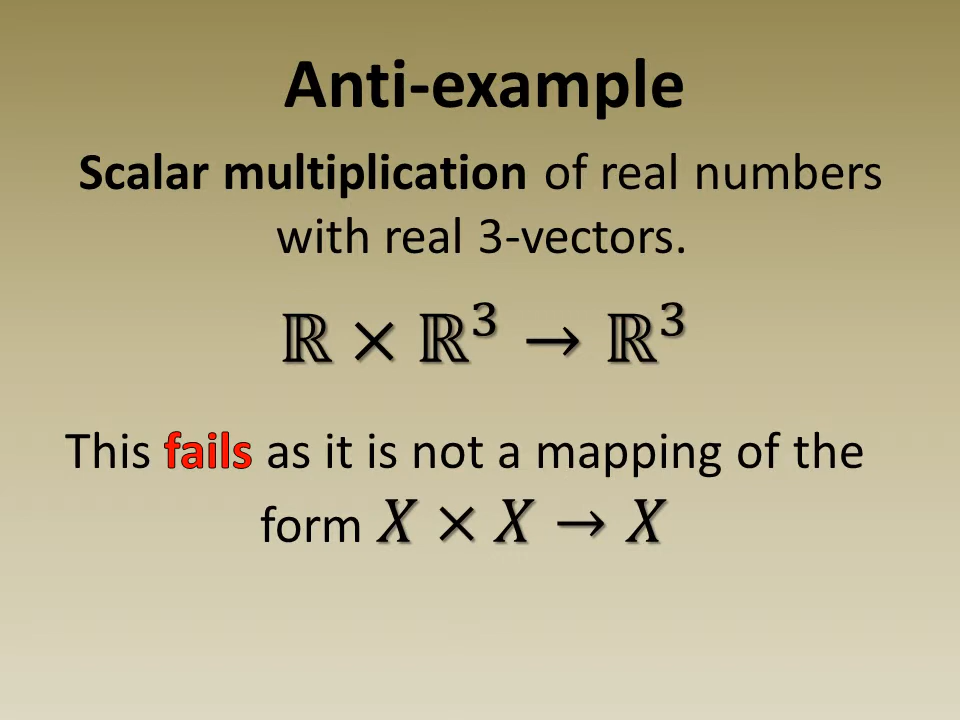 Anti-example
Scalar multiplication of real numbers
with real 3-vectors.
ℝ × ℝ³ → ℝ³
This fails as it is not a mapping of the
form 𝑋 × 𝑋 → 𝑋